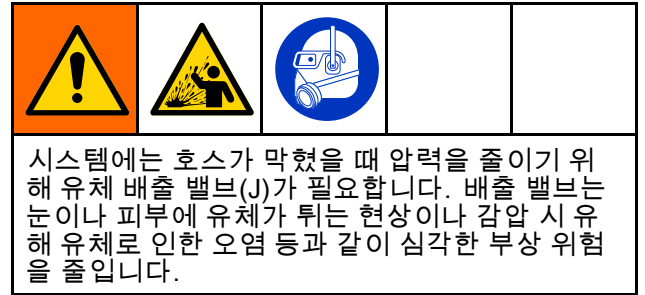 시스템에는 호스가 막혔을 때 압력을 줄이기 위
해 유체 배출 밸브(J)가 필요합니다. 배출 밸브는
눈이나 피부에 유체가 튀는 현상이나 감압 시 유
해 유체로 인한 오염 등과 같이 심각한 부상 위험
을 줄입니다.